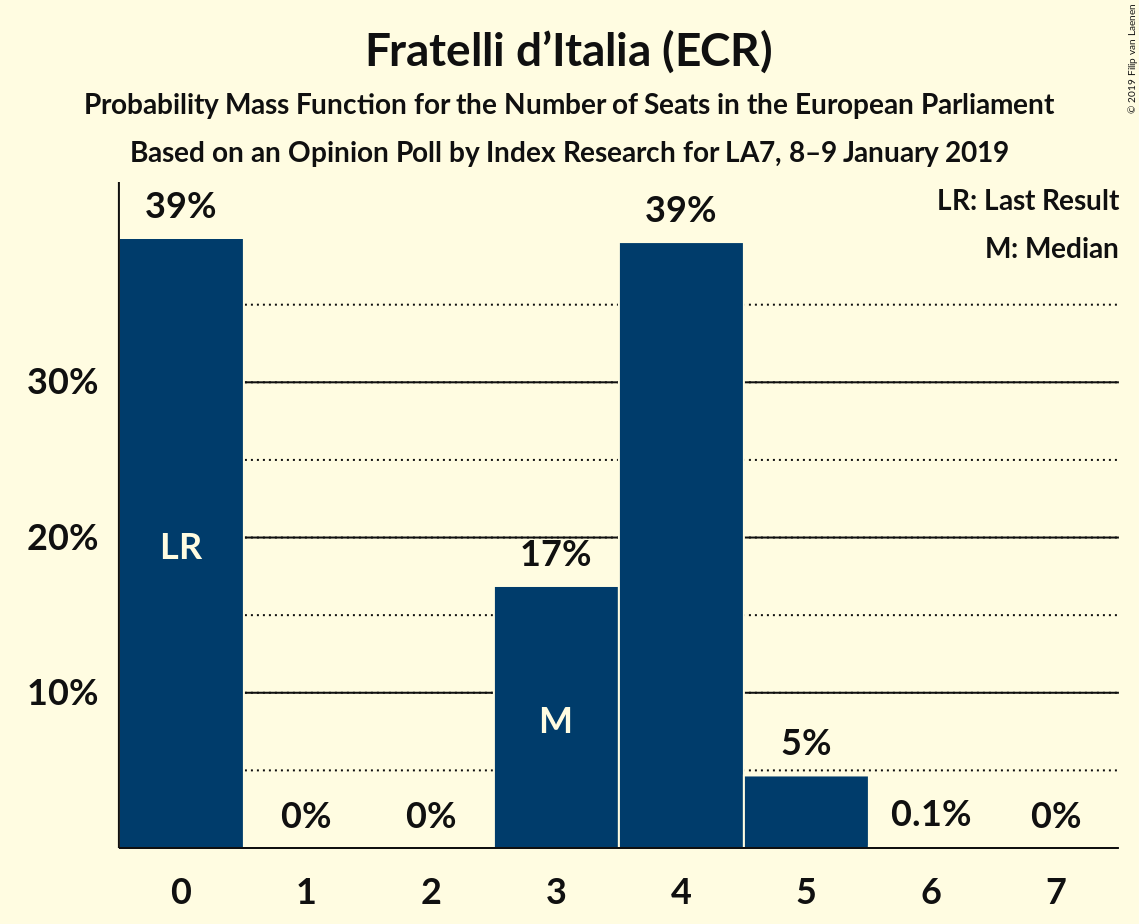 Fratelli d’Italia (ECR)
Probability Mass Function for the Number of Seats in the European Parliament
Based on an Opinion Poll by Index Research for LA7, 8–9 January 2019
© 2019 Filip van Laenen
LR: Last Result
M: Median
39%
39%
30%
20%
LR
17%
10%
M
5%
0%
0%
0.1%
0%
0 1 2 3 4 5 6 7